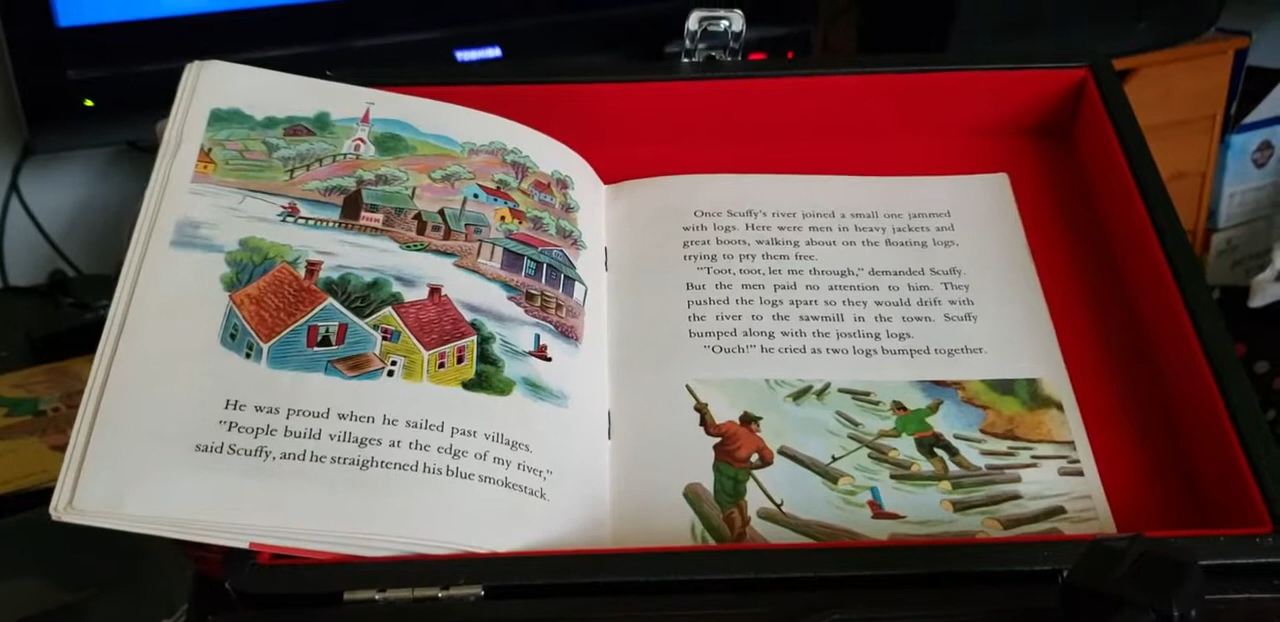 TOSHIBA
He was proud when he sailed past villages.
"People build villages at the edge of my river,"
said Scuffy, and he straightened his blue smokestack.
Once Scuffy's river joined a small one jammed
with logs. Here were men in heavy jackets and
great boots, walking about on the floating logs,
trying to pry them free.
"Toot, toot, let me through," demanded Scuffy.
But the men paid no attention to him. They
pushed the logs apart so they would drift with
the river to the sawmill in the town. Scuffy
bumped along with the jostling logs.
"Ouch!" he cried as two logs bumped together.